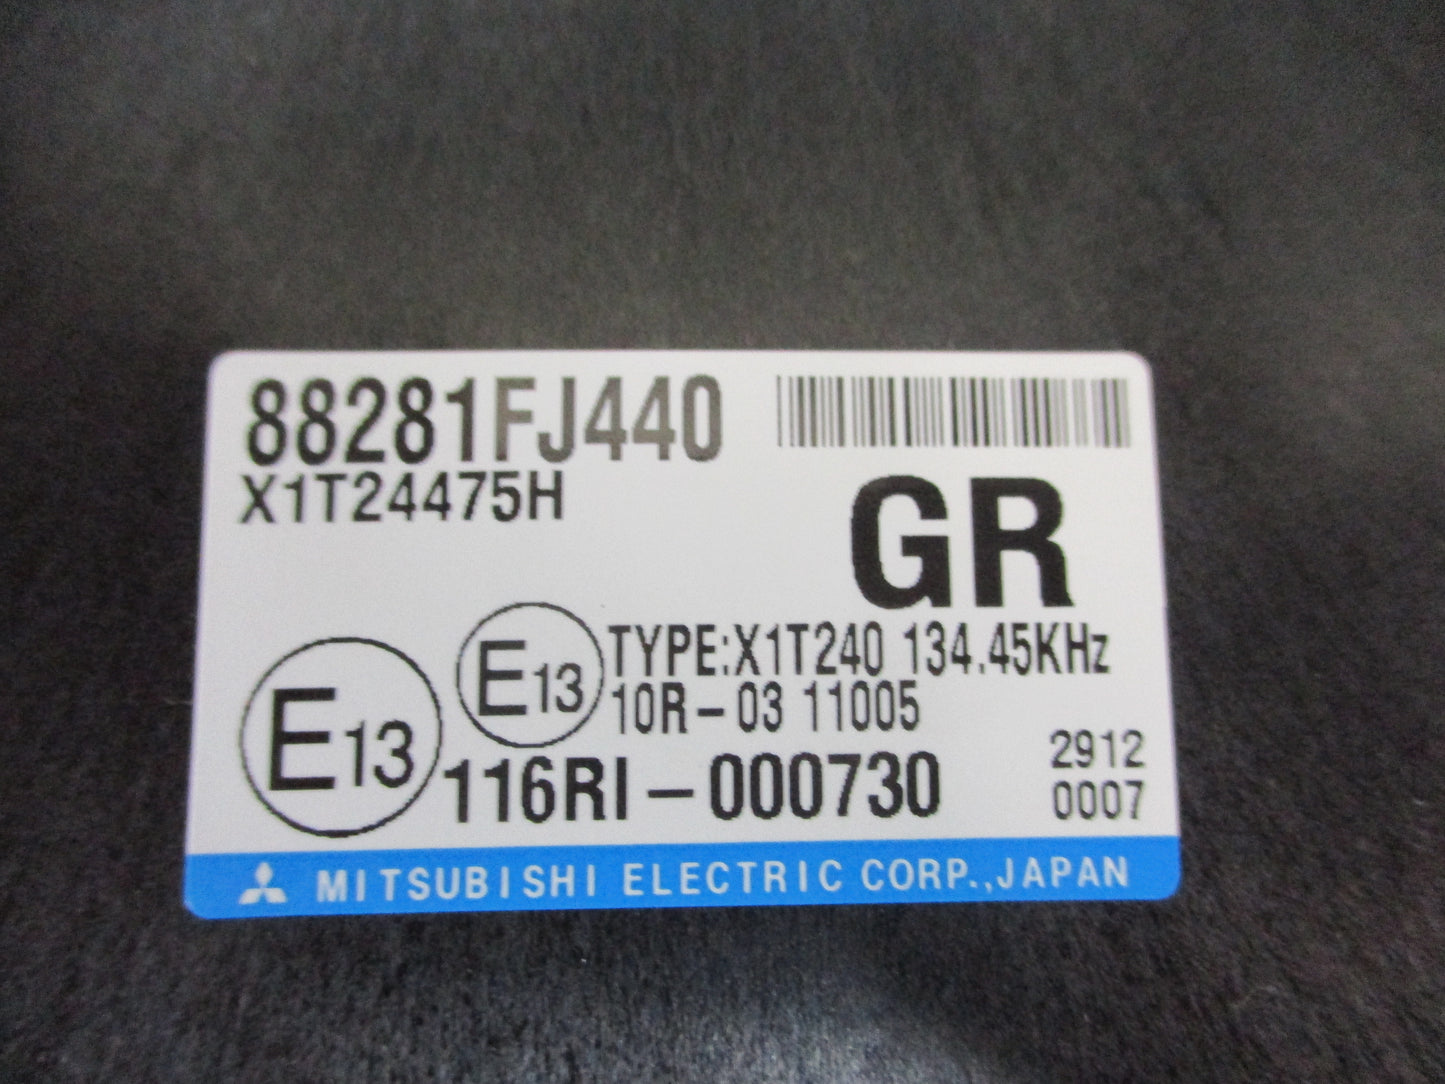 88281FJ440
X1T24475H
GR
E13
TYPE:X1T240 134.45KHz
10R-03 11005
E13
116RI-000730
2912
0007
MITSUBISHI ELECTRIC CORP.,JAPAN